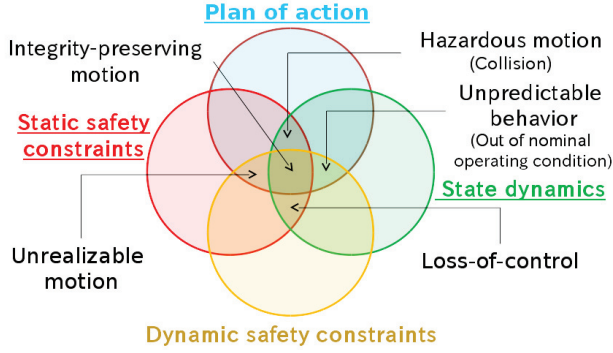 Plan of action
Integrity-preserving
motion
Hazardous motion
(Collision)
Unpredictable
behavior
(Out of nominal
operating condition)
Static safety
constraints
State dynamics
Unrealizable
motion
Loss-of-control
Dynamic safety constraints